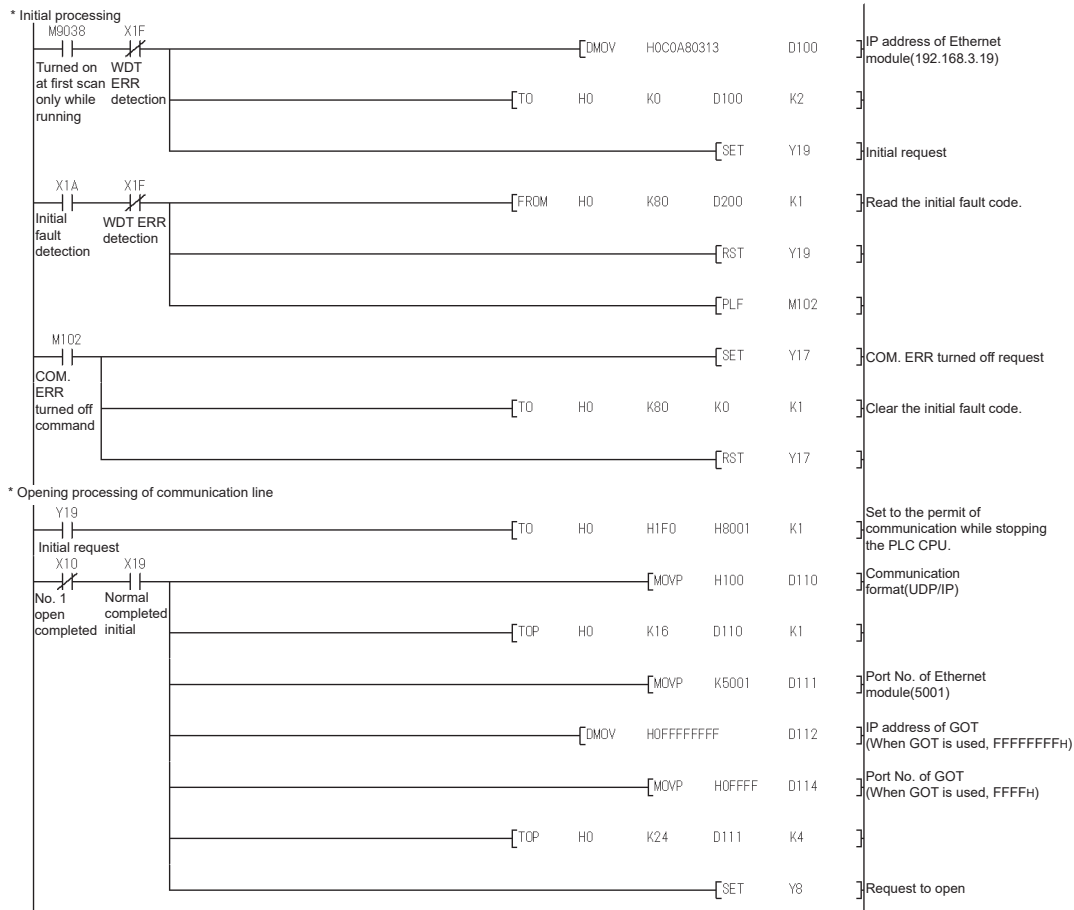 * Initial processing
M9038 X1F
DMOV H0C0A80313 D100
IP address of Ethernet
module(192.168.3.19)
Turned on
at first scan
only while
running
WDT
ERR
detection
TO H0 K0 D100 K2
SET Y19
Initial request
X1A X1F
FROM H0 K80 D200 K1
Read the initial fault code.
Initial
fault
detection
WDT ERR
detection
RST Y19
PLF M102
M102
SET Y17
COM. ERR turned off request
COM.
ERR
turned off
command
TO H0 K80 K0 K1
Clear the initial fault code.
RST Y17
* Opening processing of communication line
Y19
TO H0 H1F0 H8001 K1
Set to the permit of
communication while stopping
the PLC CPU.
Initial request
X10 X19
MOVP H100 D110
Communication
format(UDP/IP)
No. 1
open
completed
Normal
completed
initial
TOP H0 K16 D110 K1
MOVP K5001 D111
Port No. of Ethernet
module(5001)
DMOV H0FFFFFFFF D112
IP address of GOT
(When GOT is used, FFFFFFFFH)
MOVP H0FFFF D114
Port No. of GOT
(When GOT is used, FFFFH)
TOP H0 K24 D111 K4
SET Y8
Request to open